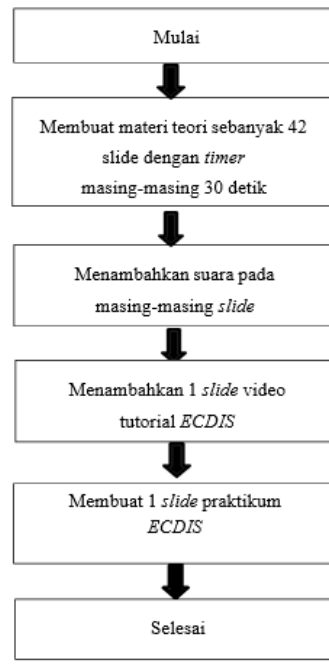 Mulai
Membuat materi teori sebanyak 42
slide dengan timer
masing-masing 30 detik
Menambahkan suara pada
masing-masing slide
Menambahkan 1 slide video
tutorial ECDIS
Membuat 1 slide praktikum
ECDIS
Selesai